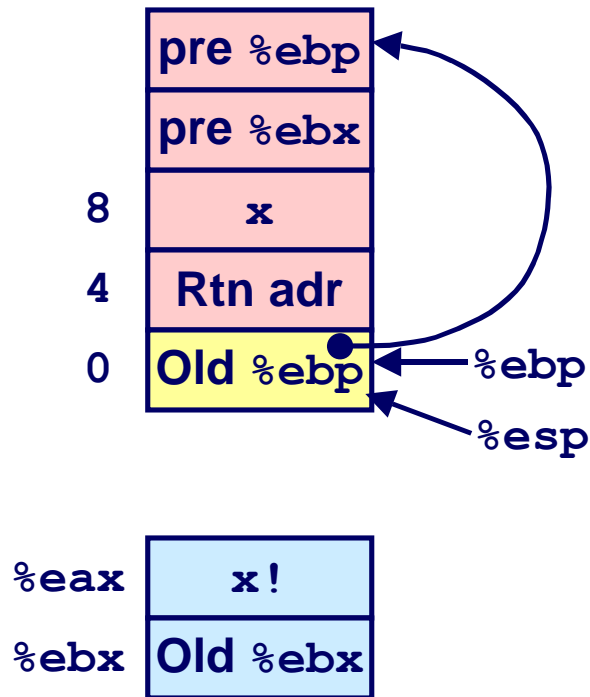 pre %ebp
pre %ebx
8 x
4 Rtn adr
0 Old %ebp %ebp
%esp
%eax x!
%ebx Old %ebx